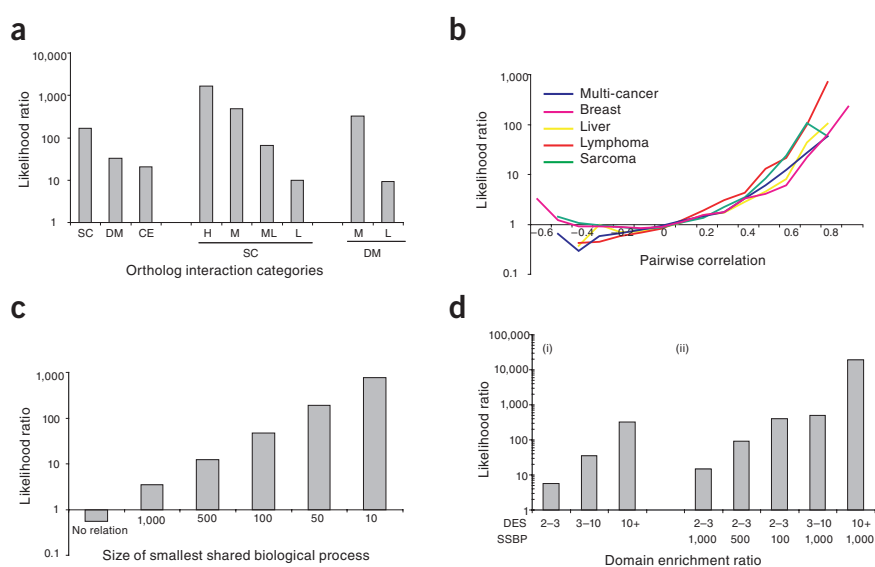 a
10,000
1,000
100
10
1
Likelihood ratio
SC DM CE H M ML L M L
SC DM
Ortholog interaction categories
b
1,000
100
10
1
0.1
Likelihood ratio
Multi-cancer
Breast
Liver
Lymphoma
Sarcoma
–0.6 –0.4 –0.2 0 0.2 0.4 0.6 0.8
Pairwise correlation
c
1,000
100
10
1
0.1
Likelihood ratio
No relation 1,000 500 100 50 10
Size of smallest shared biological process
d
100,000
10,000
1,000
100
10
1
Likelihood ratio
(i) (ii)
DES 2–3 3–10 10+ 2–3 2–3 2–3 3–10 10+
SSBP 1,000 500 100 1,000 1,000
Domain enrichment ratio